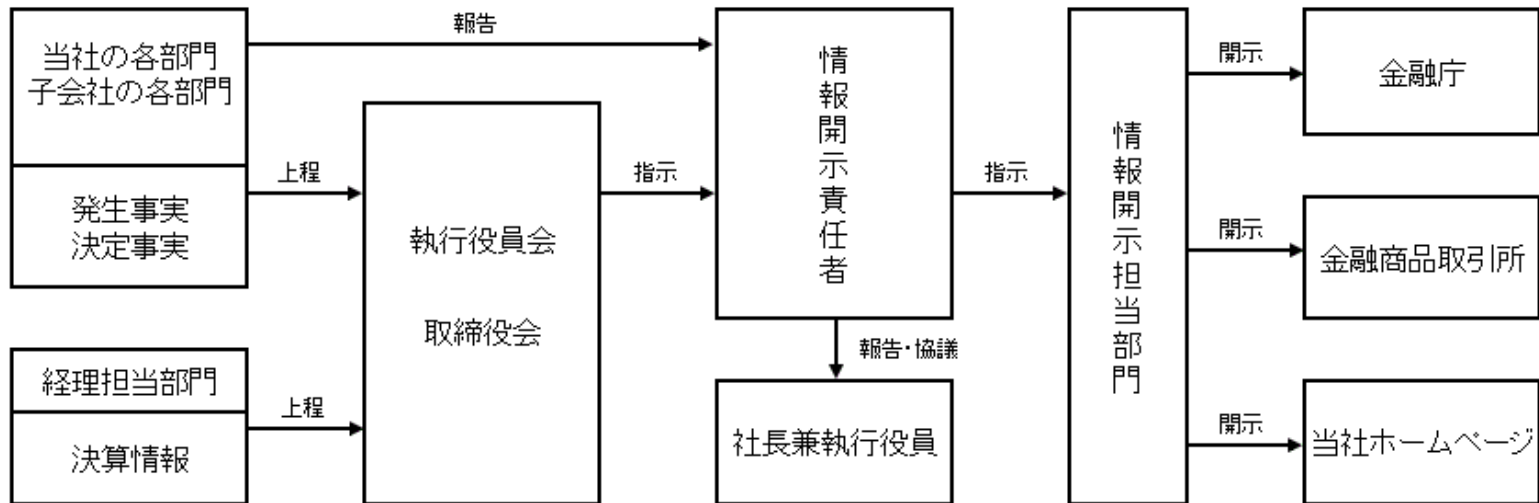 当社の各部門
子会社の各部門
発生事実
決定事実
経理担当部門
決算情報
報告
上程
上程
執行役員会
取締役会
指示
情報開示責任者
報告・協議
社長兼執行役員
指示
情報開示担当部門
開示
金融庁
開示
金融商品取引所
開示
当社ホームページ